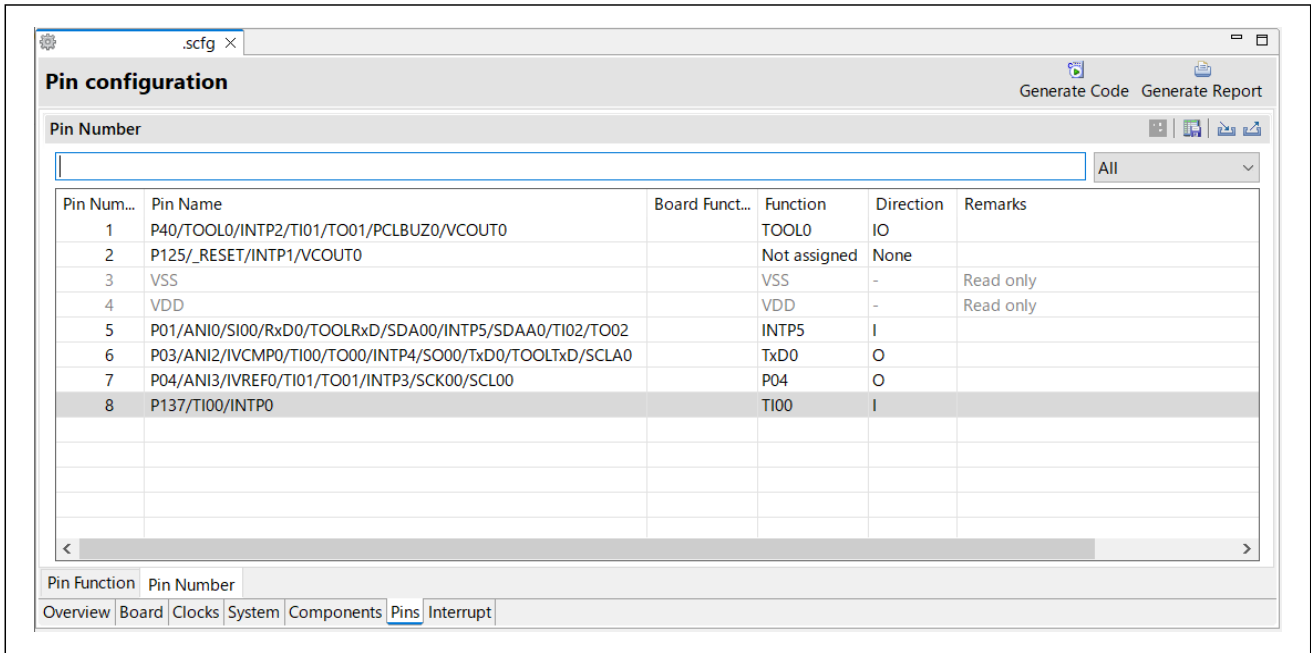 .scfg
Pin configuration
Generate Code Generate Report
Pin Number
All
Pin Num... Pin Name Board Funct... Function Direction Remarks
1 P40/TOOL0/INTP2/TI01/TO01/PCLBUZ0/VCOUT0 TOOL0 IO
2 P125/_RESET/INTP1/VCOUT0 Not assigned None
3 VSS VSS - Read only
4 VDD VDD - Read only
5 P01/ANI0/SI00/RxD0/TOOLRxD/SDA00/INTP5/SDAA0/TI02/TO02 INTP5 I
6 P03/ANI2/IVCMP0/TI00/TO00/INTP4/SO00/TxD0/TOOLTxD/SCLA0 TxD0 O
7 P04/ANI3/IVREF0/TI01/TO01/INTP3/SCK00/SCL00 P04 O
8 P137/TI00/INTP0 TI00 I
Pin Function Pin Number
Overview Board Clocks System Components Pins Interrupt